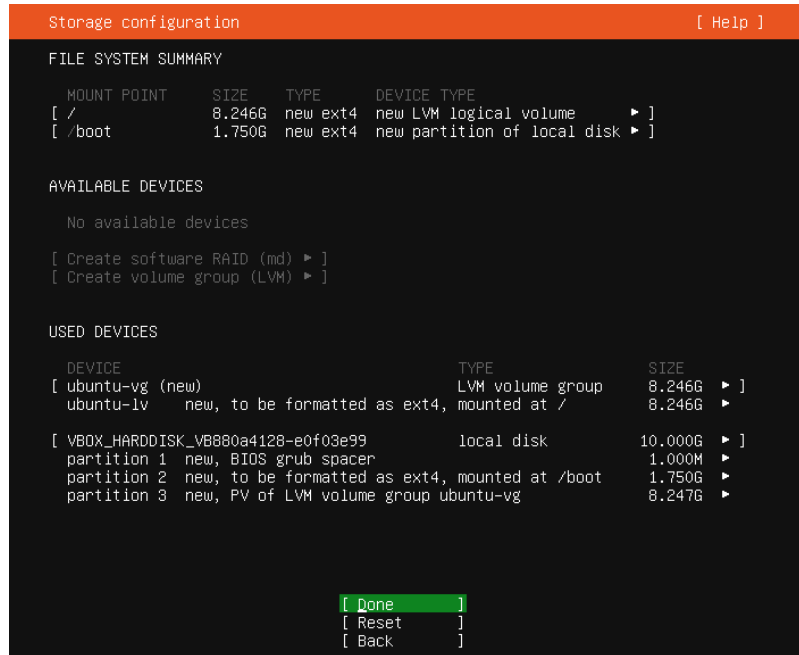 Storage configuration [ Help ]
FILE SYSTEM SUMMARY
MOUNT POINT SIZE TYPE DEVICE TYPE
[ / 8.246G new ext4 new LVM logical volume ▸ ]
[ /boot 1.750G new ext4 new partition of local disk ▸ ]
AVAILABLE DEVICES
No available devices
[ Create software RAID (md) ▸ ]
[ Create volume group (LVM) ▸ ]
USED DEVICES
DEVICE TYPE SIZE
[ ubuntu-vg (new) LVM volume group 8.246G ▸ ]
ubuntu-lv new, to be formatted as ext4, mounted at / 8.246G ▸
[ VBOX_HARDDISK_VB880a4128-e0f03e99 local disk 10.000G ▸ ]
partition 1 new, BIOS grub spacer 1.000M ▸
partition 2 new, to be formatted as ext4, mounted at /boot 1.750G ▸
partition 3 new, PV of LVM volume group ubuntu-vg 8.247G ▸
[ Done ]
[ Reset ]
[ Back ]